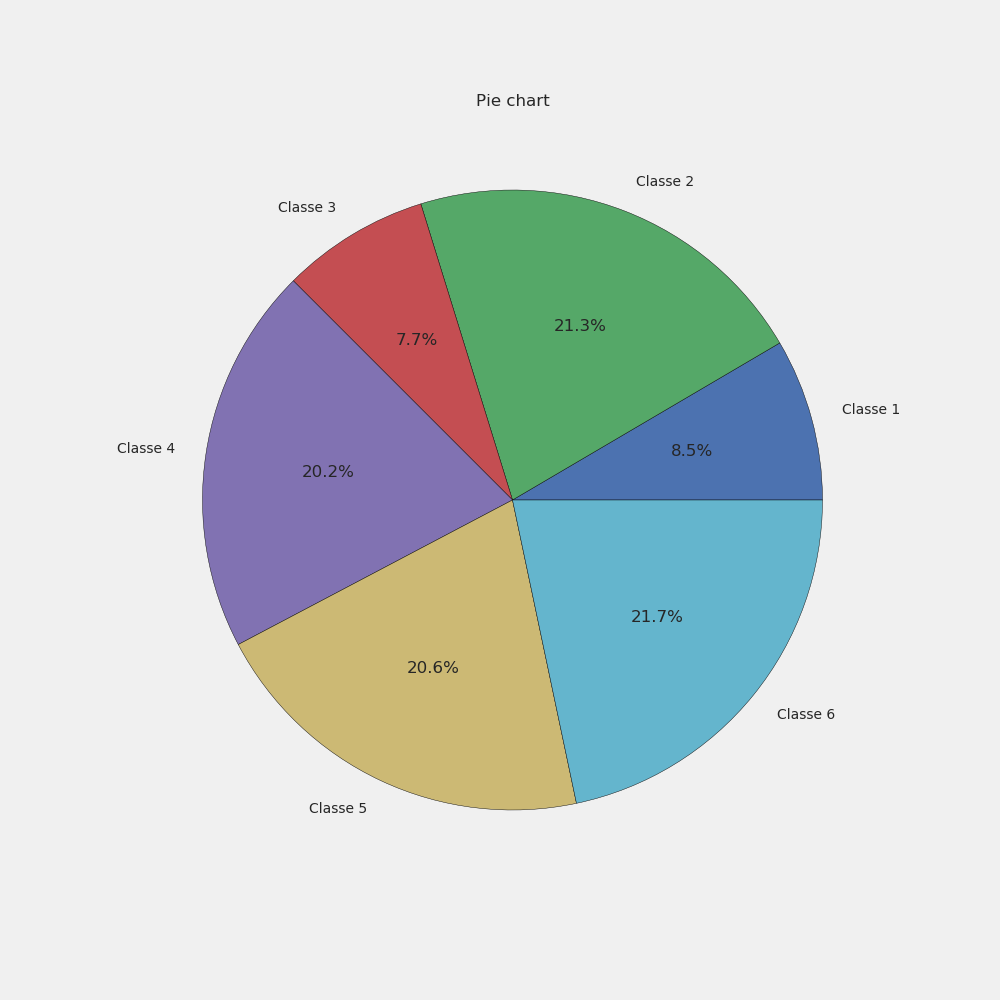 Pie chart
Classe 2
Classe 3
21.3%
7.7%
Classe 1
Classe 4
8.5%
20.2%
21.7%
20.6%
Classe 6
Classe 5